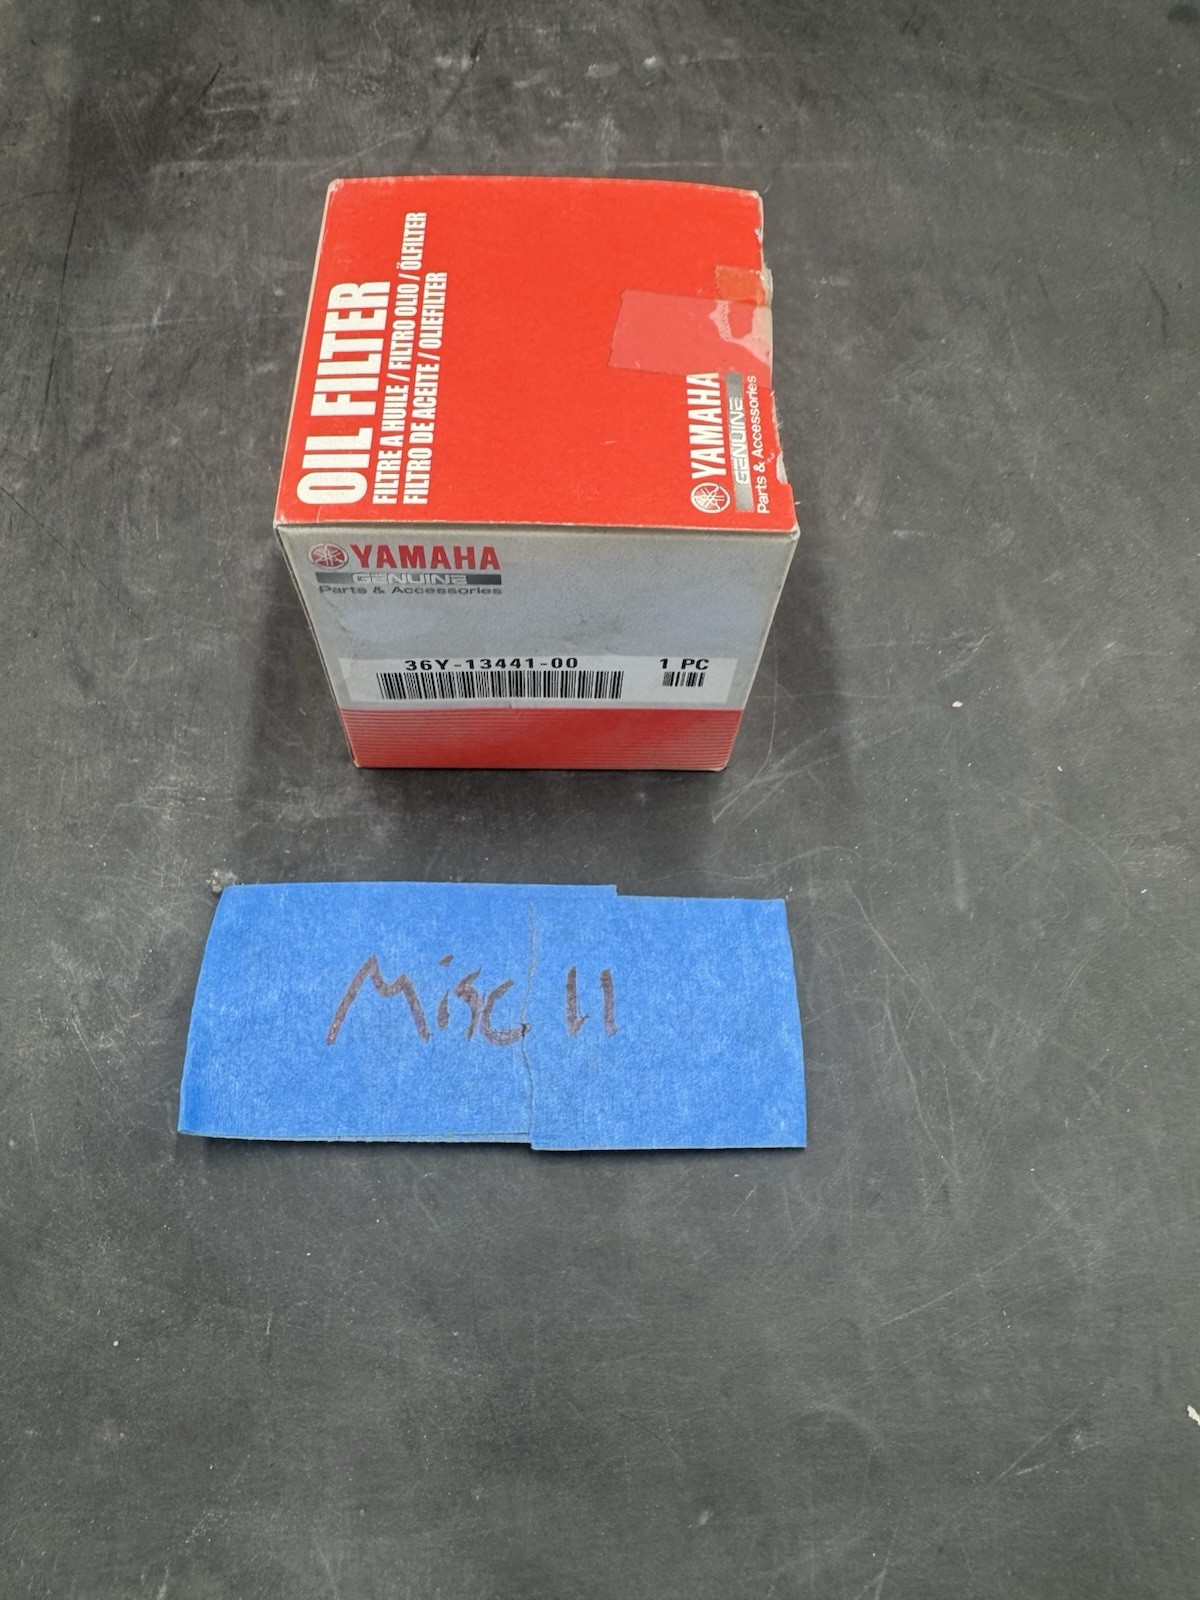 OIL FILTER
FILTRE A HUILE / FILTRO OLIO / ÖLFILTER
FILTRO DE ACEITE / OLIEFILTER
YAMAHA
GENUINE
Parts & Accessories
YAMAHA
GENUINE
Parts & Accessories
36Y-13441-00 1 PC
Misc 11